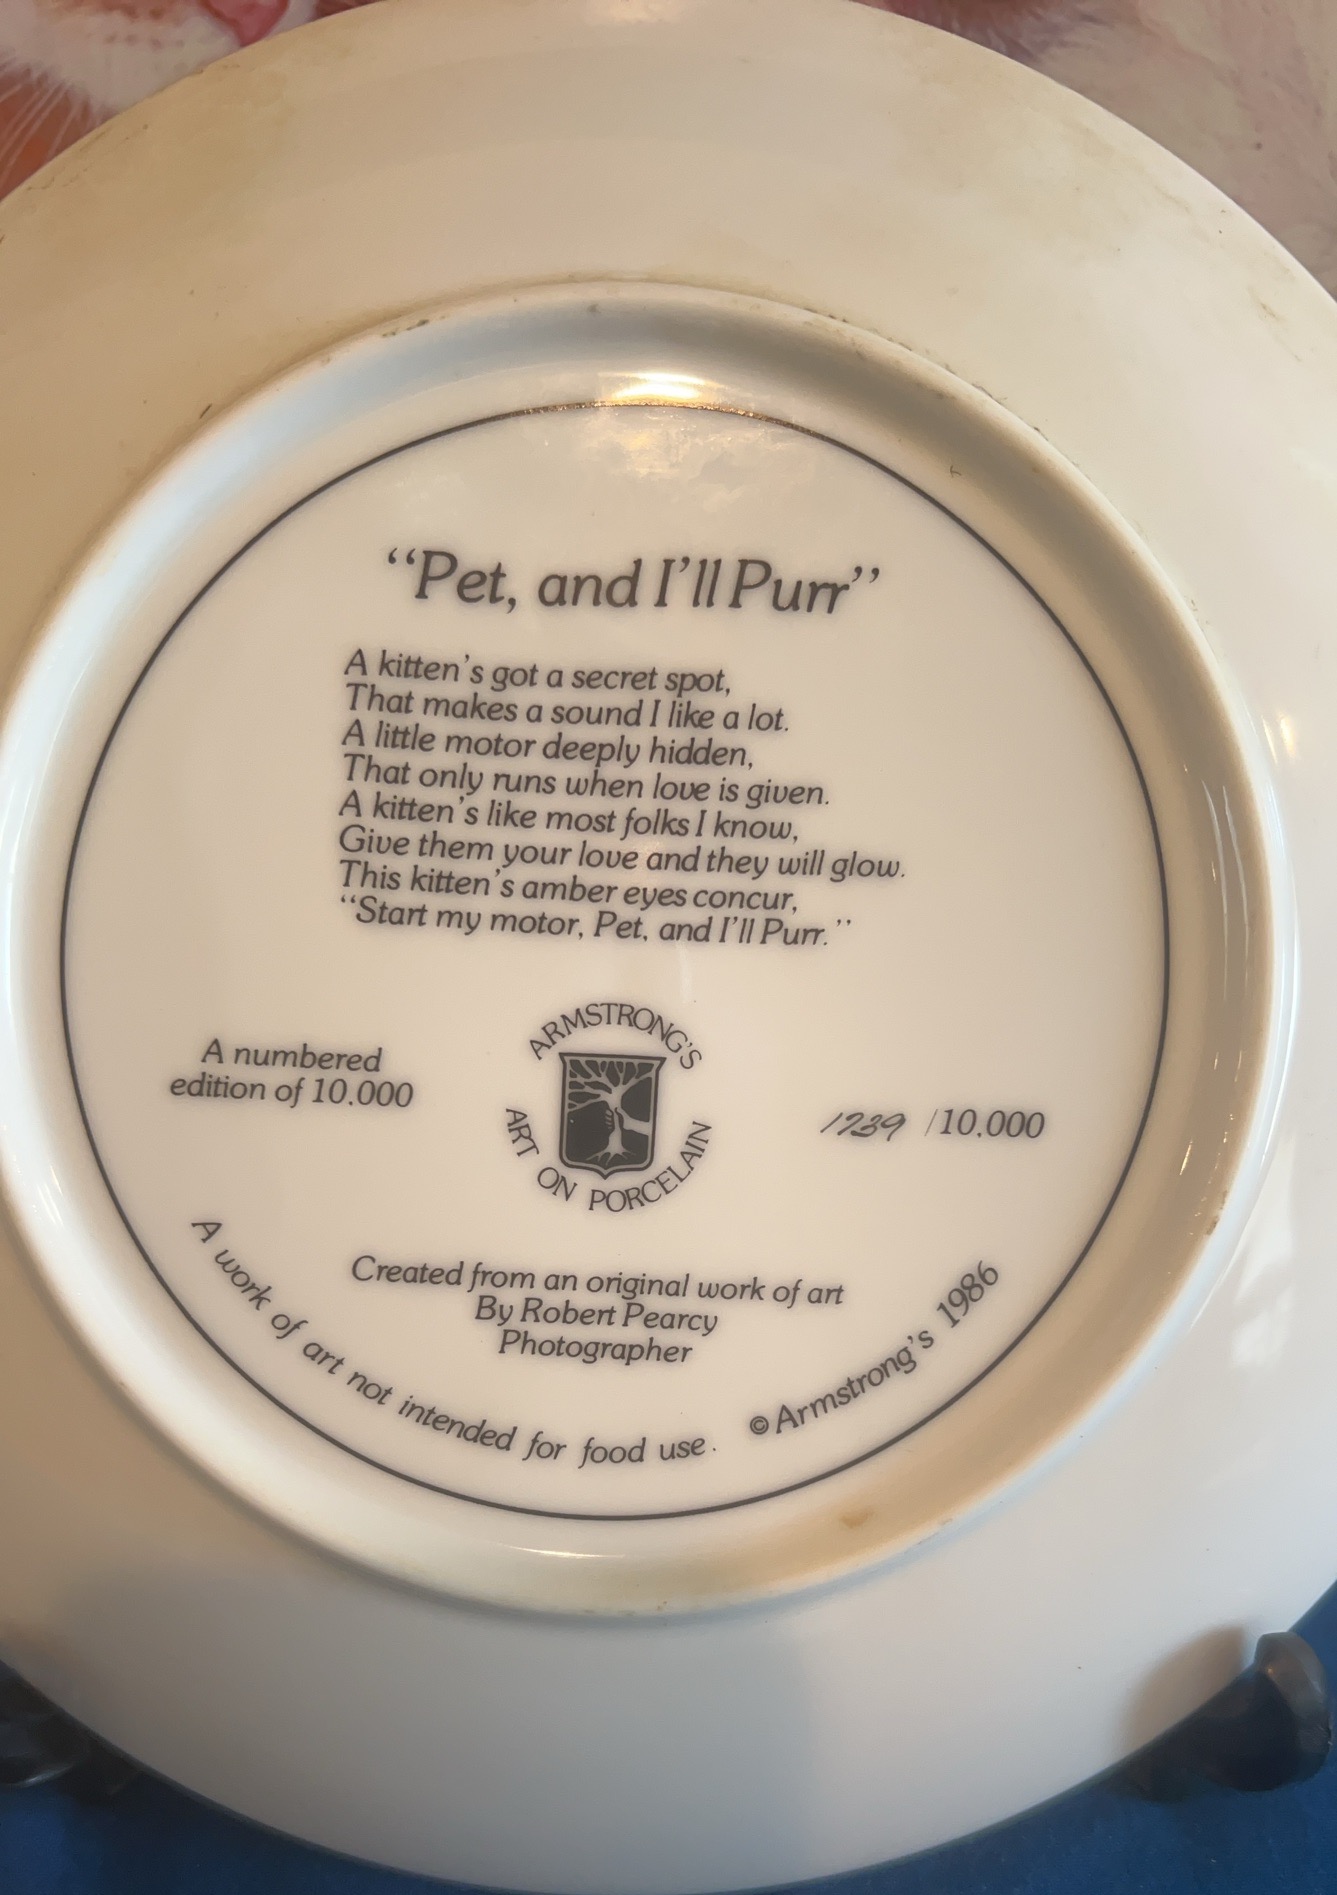 “Pet, and I’ll Purr”
A kitten’s got a secret spot,
That makes a sound I like a lot.
A little motor deeply hidden,
That only runs when love is given.
A kitten’s like most folks I know,
Give them your love and they will glow.
This kitten’s amber eyes concur,
“Start my motor, Pet, and I’ll Purr.”
ARMSTRONG’S
ART ON PORCELAIN
A numbered
edition of 10,000
1739 /10,000
Created from an original work of art
By Robert Pearcy
Photographer
A work of art not intended for food use.
© Armstrong’s 1986